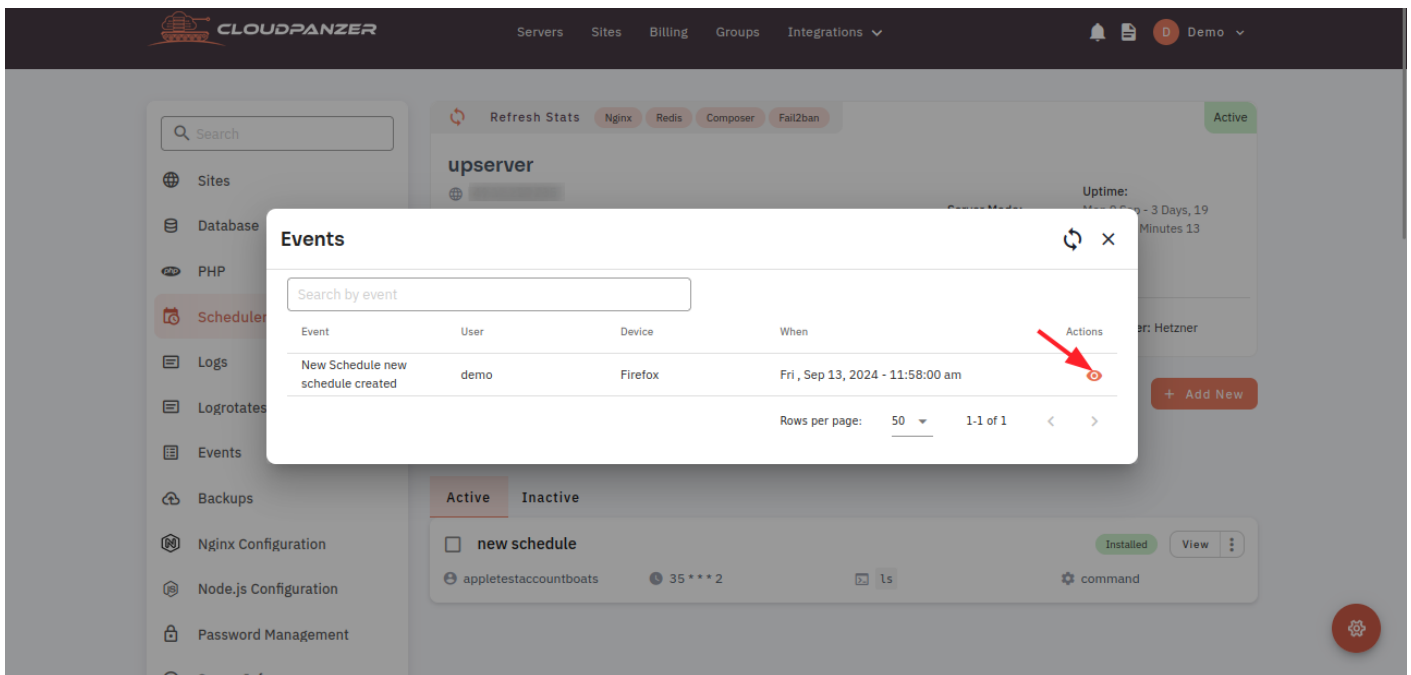 CLOUDPANZER
Servers Sites Billing Groups Integrations
D Demo
Search
Sites
Database
PHP
Scheduler
Logs
Logrotates
Events
Backups
Nginx Configuration
Node.js Configuration
Password Management
Refresh Stats Nginx Redis Composer Fail2ban
Active
upserver
Uptime:
- 3 Days, 19
Minutes 13
er: Hetzner
+ Add New
Events
Search by event
Event User Device When Actions
New Schedule new
schedule created
demo Firefox Fri , Sep 13, 2024 - 11:58:00 am
Rows per page: 50 1-1 of 1
Active Inactive
new schedule
Installed View
appletestaccountboats 35 * * * 2 ls command